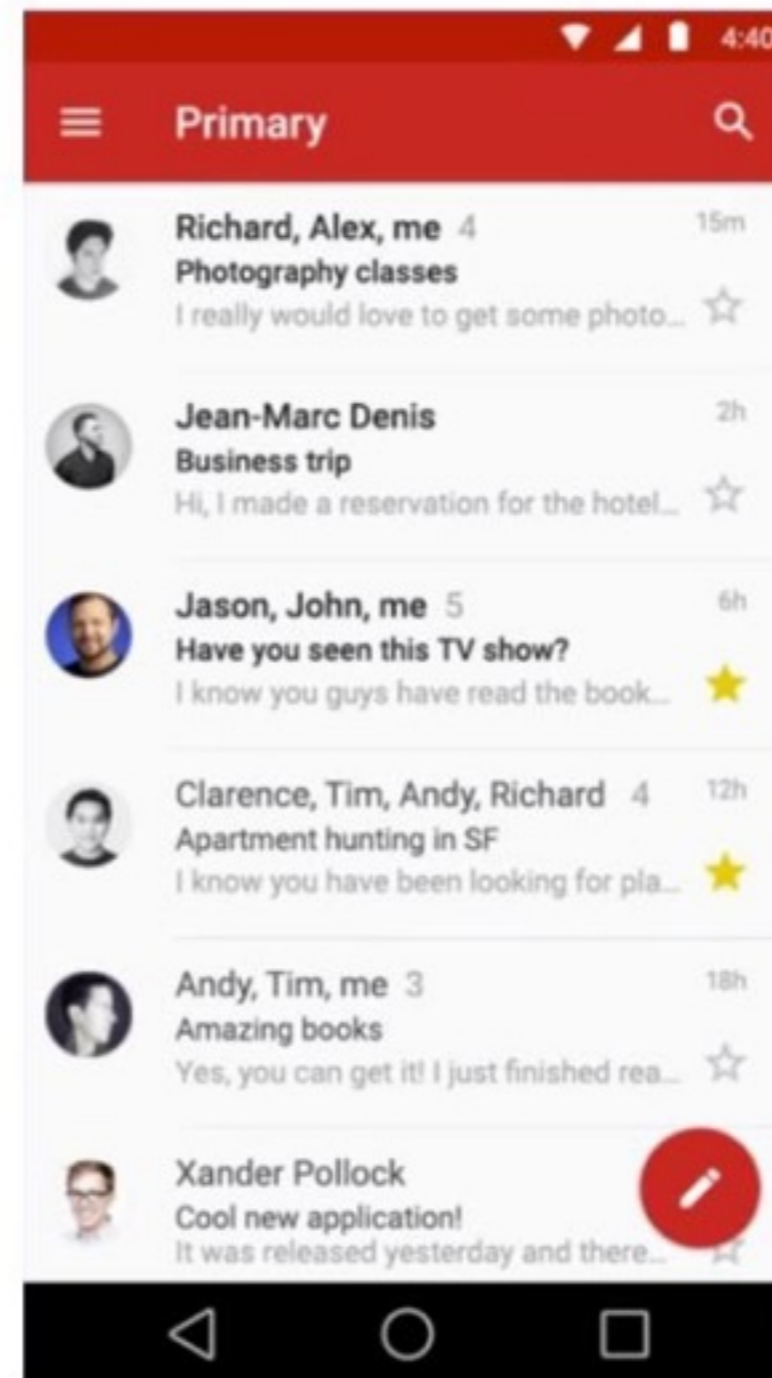 4:40
Primary
Richard, Alex, me 4 15m
Photography classes
I really would love to get some photo...
Jean-Marc Denis 2h
Business trip
Hi, I made a reservation for the hotel...
Jason, John, me 5 6h
Have you seen this TV show?
I know you guys have read the book...
Clarence, Tim, Andy, Richard 4 12h
Apartment hunting in SF
I know you have been looking for pla...
Andy, Tim, me 3 18h
Amazing books
Yes, you can get it! I just finished rea...
Xander Pollock
Cool new application!
It was released yesterday and there...